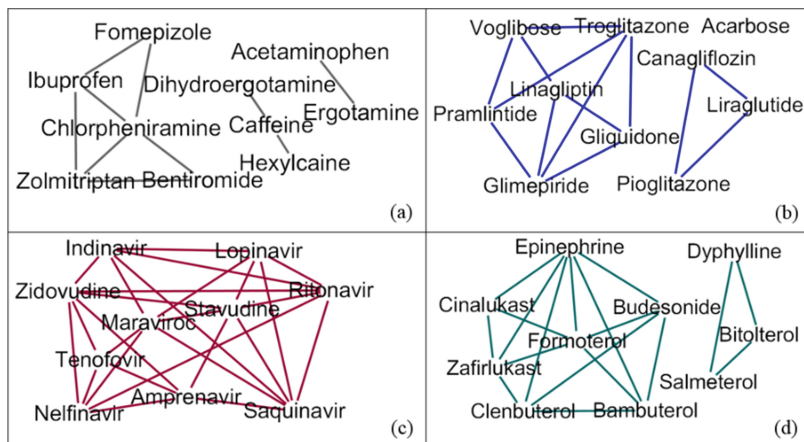 Fomepizole
Acetaminophen
Ibuprofen
Dihydroergotamine
Ergotamine
Chlorpheniramine
Caffeine
Hexylcaine
Zolmitriptan
Bentiromide
(a)
Voglibose
Troglitazone
Acarbose
Canagliflozin
Linagliptin
Liraglutide
Pramlintide
Gliquidone
Glimepiride
Pioglitazone
(b)
Indinavir
Lopinavir
Zidovudine
Ritonavir
Stavudine
Maraviroc
Tenofovir
Amprenavir
Nelfinavir
Saquinavir
(c)
Epinephrine
Dyphylline
Cinalukast
Budesonide
Bitolterol
Formoterol
Zafirlukast
Salmeterol
Clenbuterol
Bambuterol
(d)